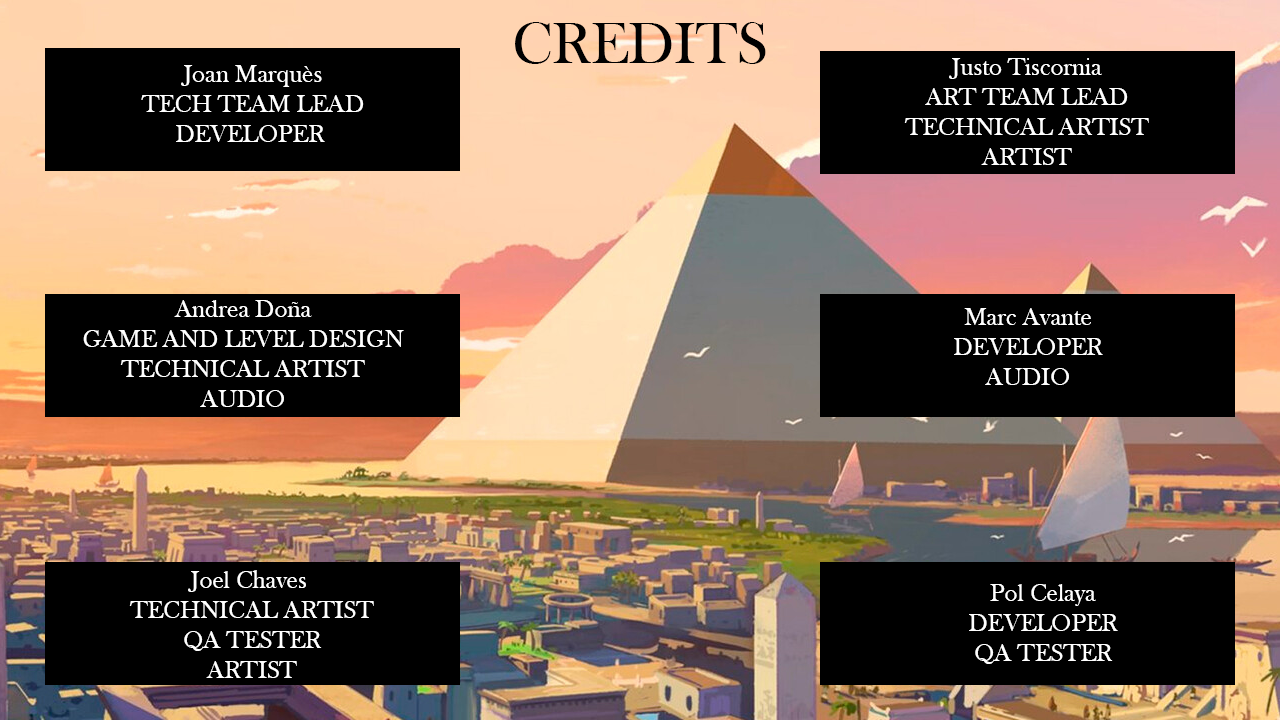 CREDITS
Joan Marquès
TECH TEAM LEAD
DEVELOPER
Justo Tiscornia
ART TEAM LEAD
TECHNICAL ARTIST
ARTIST
Andrea Doña
GAME AND LEVEL DESIGN
TECHNICAL ARTIST
AUDIO
Marc Avante
DEVELOPER
AUDIO
Joel Chaves
TECHNICAL ARTIST
QA TESTER
ARTIST
Pol Celaya
DEVELOPER
QA TESTER